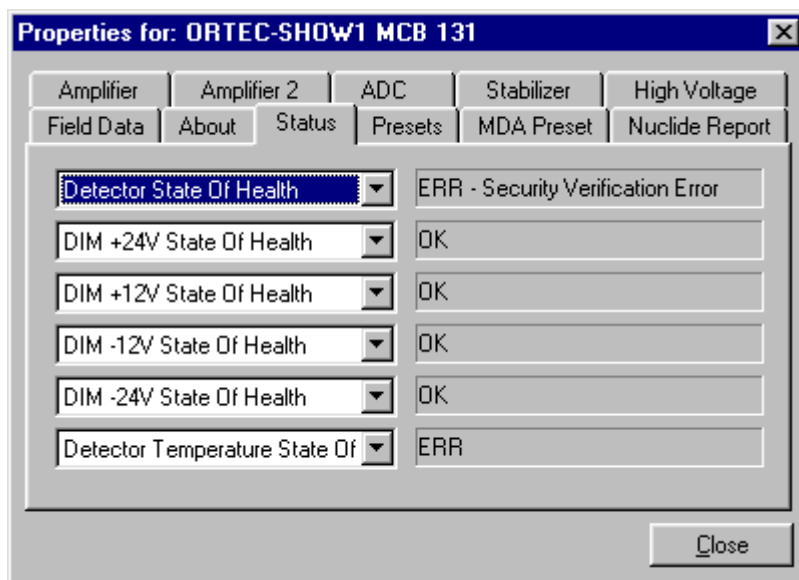 Properties for: ORTEC-SHOW1 MCB 131
Amplifier Amplifier 2 ADC Stabilizer High Voltage
Field Data About Status Presets MDA Preset Nuclide Report
Detector State Of Health ERR - Security Verification Error
DIM +24V State Of Health OK
DIM +12V State Of Health OK
DIM -12V State Of Health OK
DIM -24V State Of Health OK
Detector Temperature State Of ERR
Close